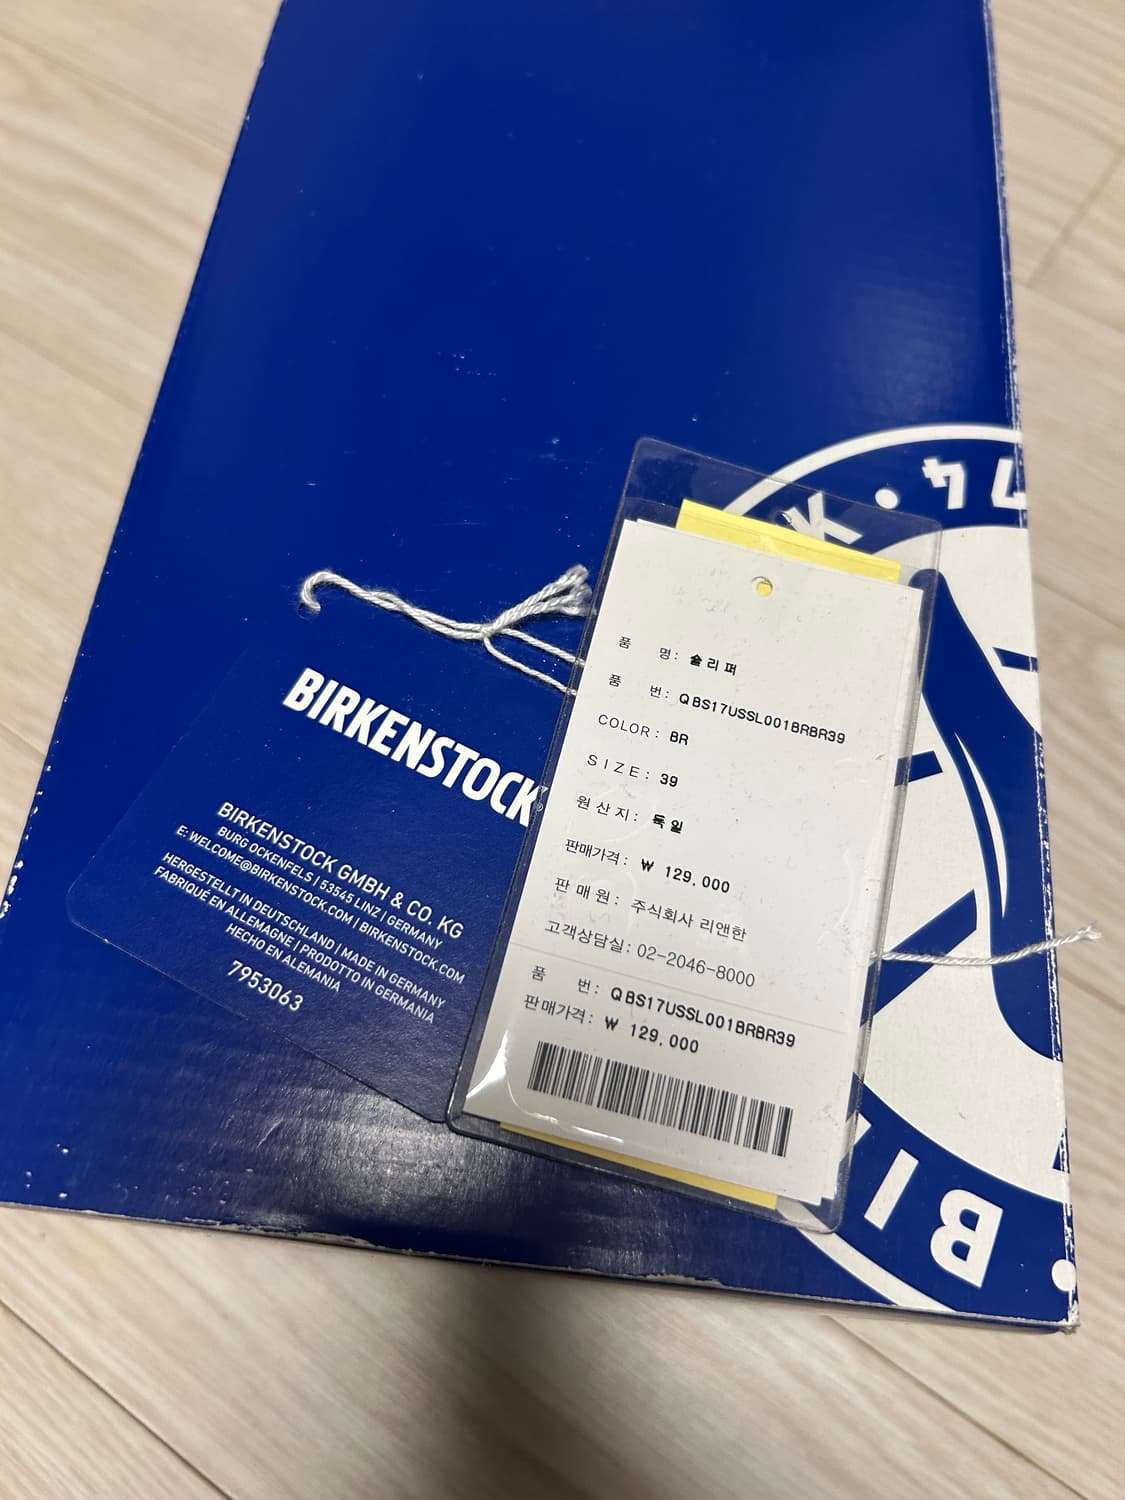 BIRKENSTOCK®
BIRKENSTOCK GMBH & CO. KG
BURG OCKENFELS | 53545 LINZ | GERMANY
E: WELCOME@BIRKENSTOCK.COM | BIRKENSTOCK.COM
HERGESTELLT IN DEUTSCHLAND | MADE IN GERMANY
FABRIQUÉ EN ALLEMAGNE | PRODOTTO IN GERMANIA
HECHO EN ALEMANIA
7953063
품 명: 슬리퍼
품 번: QBS17USSL001BRBR39
COLOR: BR
SIZE: 39
원산지: 독일
판매가격: ₩ 129,000
판매원: 주식회사 리앤한
고객상담실: 02-2046-8000
품 번: QBS17USSL001BRBR39
판매가격: ₩ 129,000
K • 74
BI